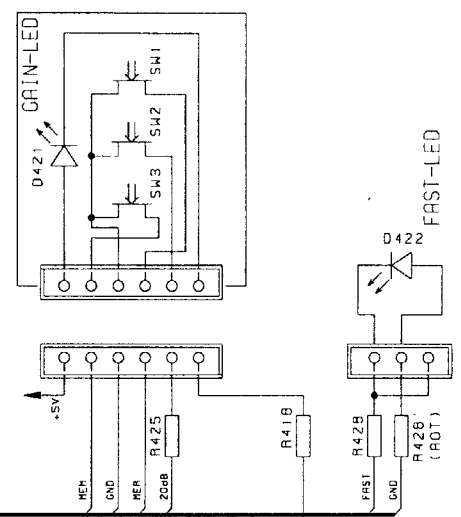 GAIN-LED
SW1
SW2
SW3
D421
FAST-LED
D422
+5V
MEM
GND
MER
20dB
R425
R418
R428
R428'
(ROT)
FAST
GND